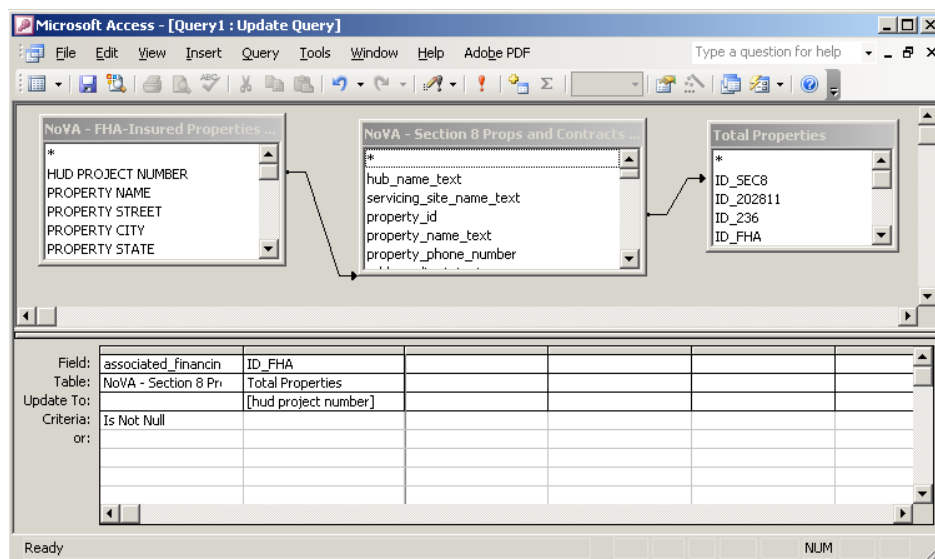 Microsoft Access - [Query1 : Update Query]
File Edit View Insert Query Tools Window Help Adobe PDF Type a question for help
NoVA - FHA-Insured Properties ...
*
HUD PROJECT NUMBER
PROPERTY NAME
PROPERTY STREET
PROPERTY CITY
PROPERTY STATE
NoVA - Section 8 Props and Contracts ...
*
hub_name_text
servicing_site_name_text
property_id
property_name_text
property_phone_number
Total Properties
*
ID_SEC8
ID_202811
ID_236
ID_FHA
Field: associated_financin ID_FHA
Table: NoVA - Section 8 Pr Total Properties
Update To: [hud project number]
Criteria: Is Not Null
or:
Ready NUM